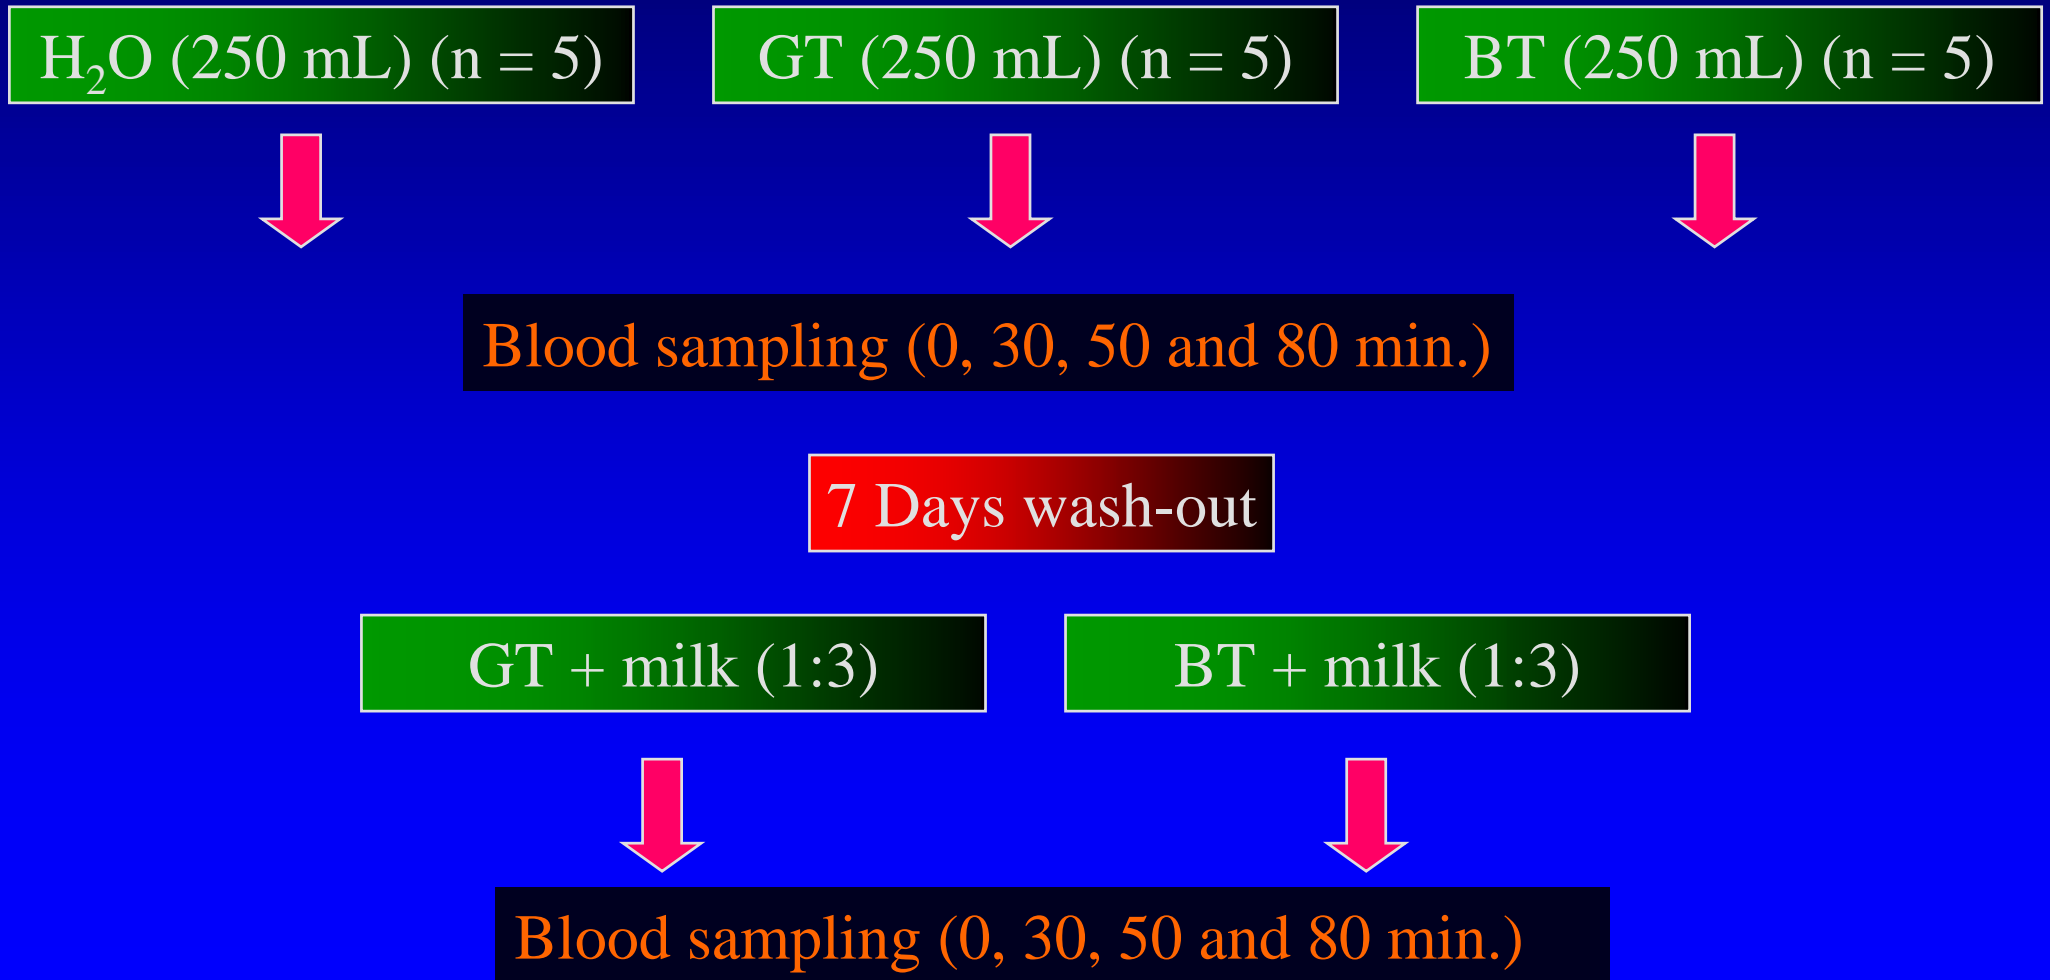 H₂O (250 mL) (n = 5)
GT (250 mL) (n = 5)
BT (250 mL) (n = 5)
Blood sampling (0, 30, 50 and 80 min.)
7 Days wash-out
GT + milk (1:3)
BT + milk (1:3)
Blood sampling (0, 30, 50 and 80 min.)